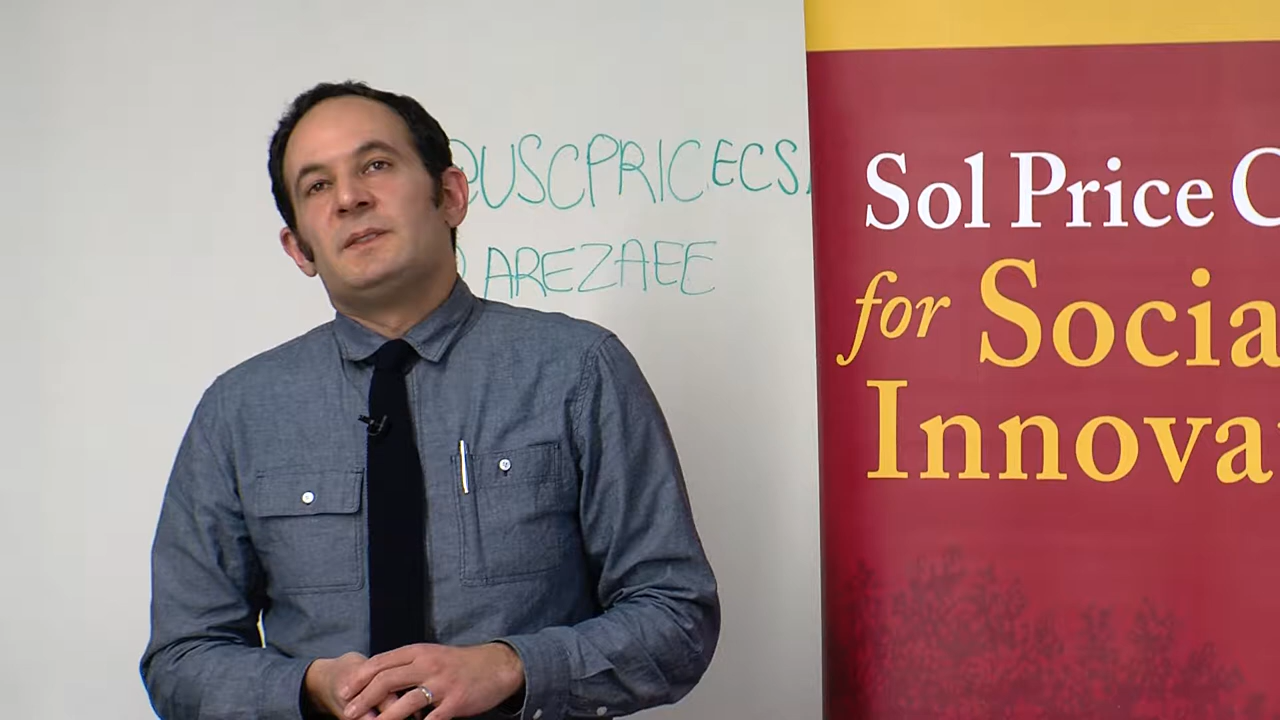 USCPRICECS
AREZAEE
Sol Price C
for Socia
Innova